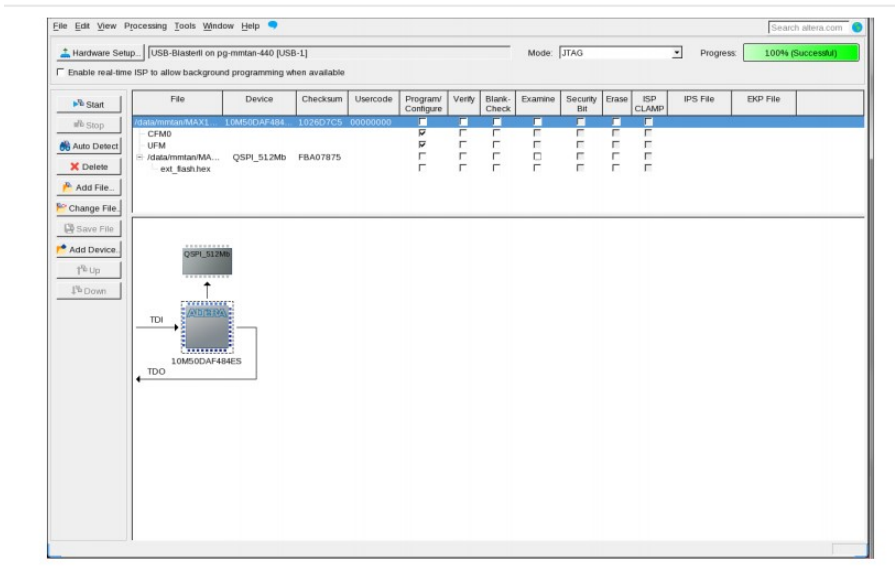 File Edit View Processing Tools Window Help
Search altera.com
Hardware Setup... USB-BlasterII on pg-mmtan-440 [USB-1] Mode: JTAG Progress: 100% (Successful)
Enable real-time ISP to allow background programming when available
Start
Stop
Auto Detect
Delete
Add File...
Change File...
Save File
Add Device...
Up
Down
File Device Checksum Usercode Program/Configure Verify Blank-Check Examine Security Bit Erase ISP CLAMP IPS File EKP File
/data/mmtan/MAX1... 10M50DAF484... 1026D7C5 00000000
CFM0
UFM
/data/mmtan/MA... QSPI_512Mb FBA07875
ext_flash.hex
QSPI_512Mb
TDI
ALTERA
10M50DAF484ES
TDO